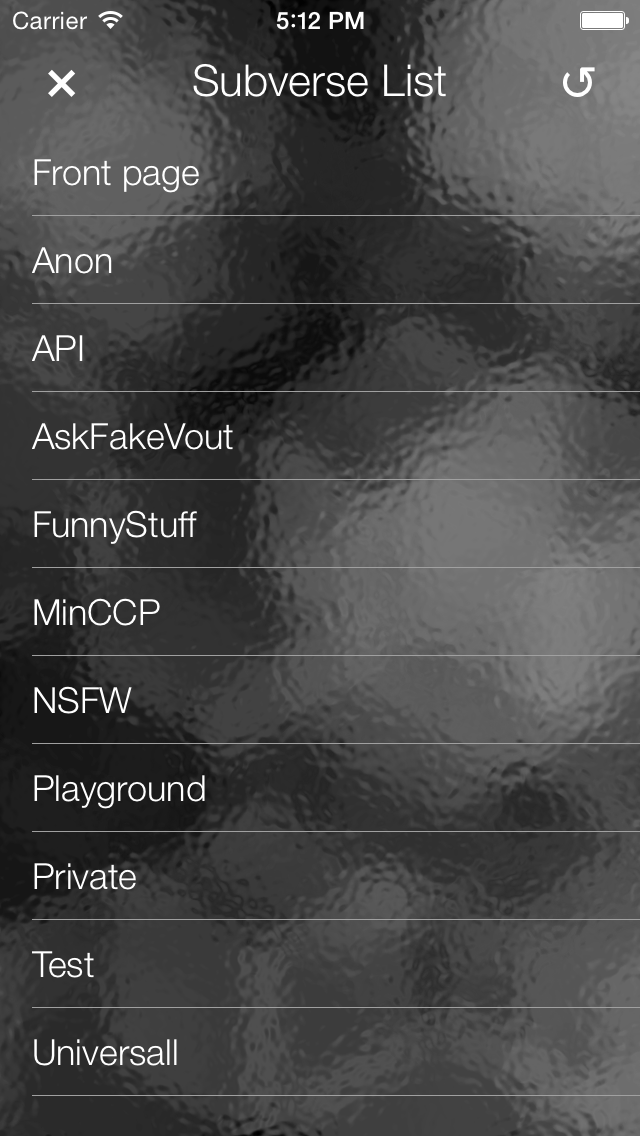 Carrier 5:12 PM
Subverse List
Front page
Anon
API
AskFakeVout
FunnyStuff
MinCCP
NSFW
Playground
Private
Test
Universall